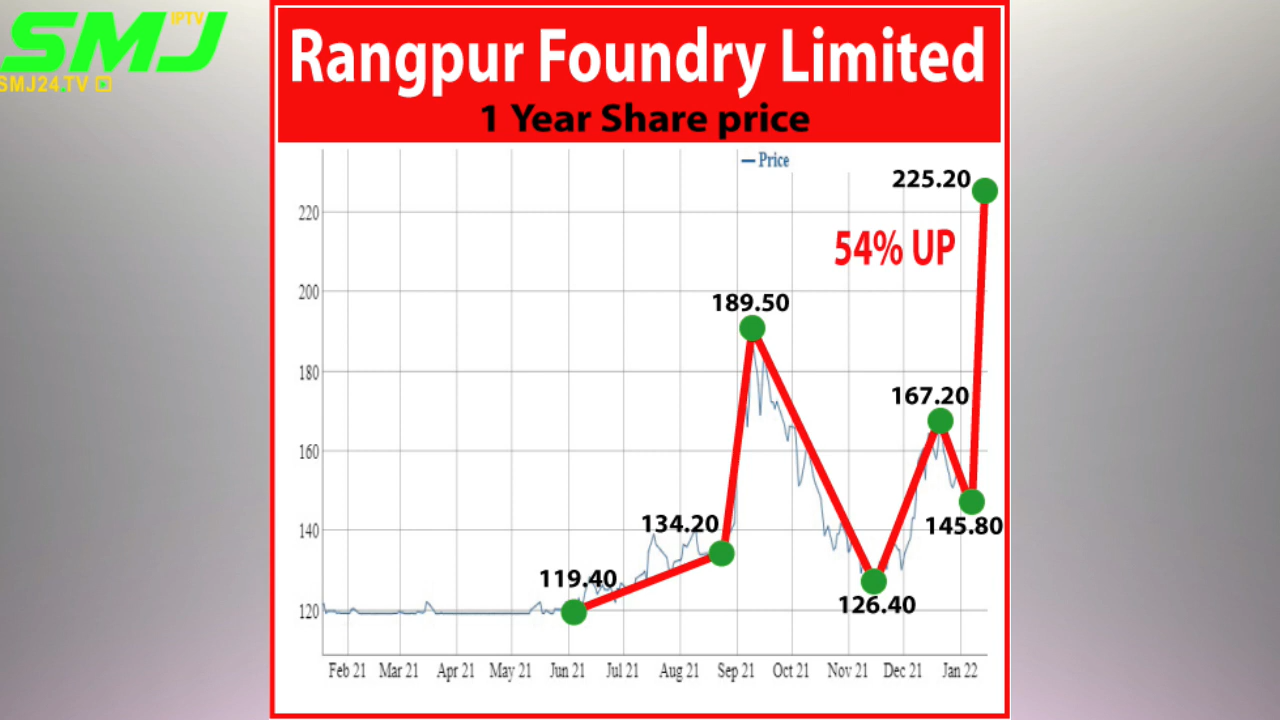 SMJ
IPTV
SMJ24.TV
Rangpur Foundry Limited
1 Year Share price
Price
225.20
220
54% UP
200
189.50
180
167.20
160
145.80
140
134.20
126.40
119.40
120
Feb 21 Mar 21 Apr 21 May 21 Jun 21 Jul 21 Aug 21 Sep 21 Oct 21 Nov 21 Dec 21 Jan 22